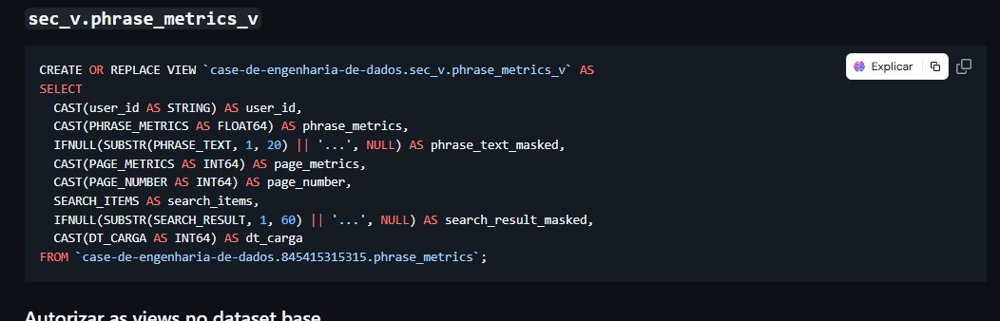 sec_v.phrase_metrics_v
CREATE OR REPLACE VIEW `case-de-engenharia-de-dados.sec_v.phrase_metrics_v` AS
Explicar
SELECT
  CAST(user_id AS STRING) AS user_id,
  CAST(PHRASE_METRICS AS FLOAT64) AS phrase_metrics,
  IFNULL(SUBSTR(PHRASE_TEXT, 1, 20) || '...', NULL) AS phrase_text_masked,
  CAST(PAGE_METRICS AS INT64) AS page_metrics,
  CAST(PAGE_NUMBER AS INT64) AS page_number,
  SEARCH_ITEMS AS search_items,
  IFNULL(SUBSTR(SEARCH_RESULT, 1, 60) || '...', NULL) AS search_result_masked,
  CAST(DT_CARGA AS INT64) AS dt_carga
FROM `case-de-engenharia-de-dados.845415315315.phrase_metrics`;
Autorizar as views no dataset base